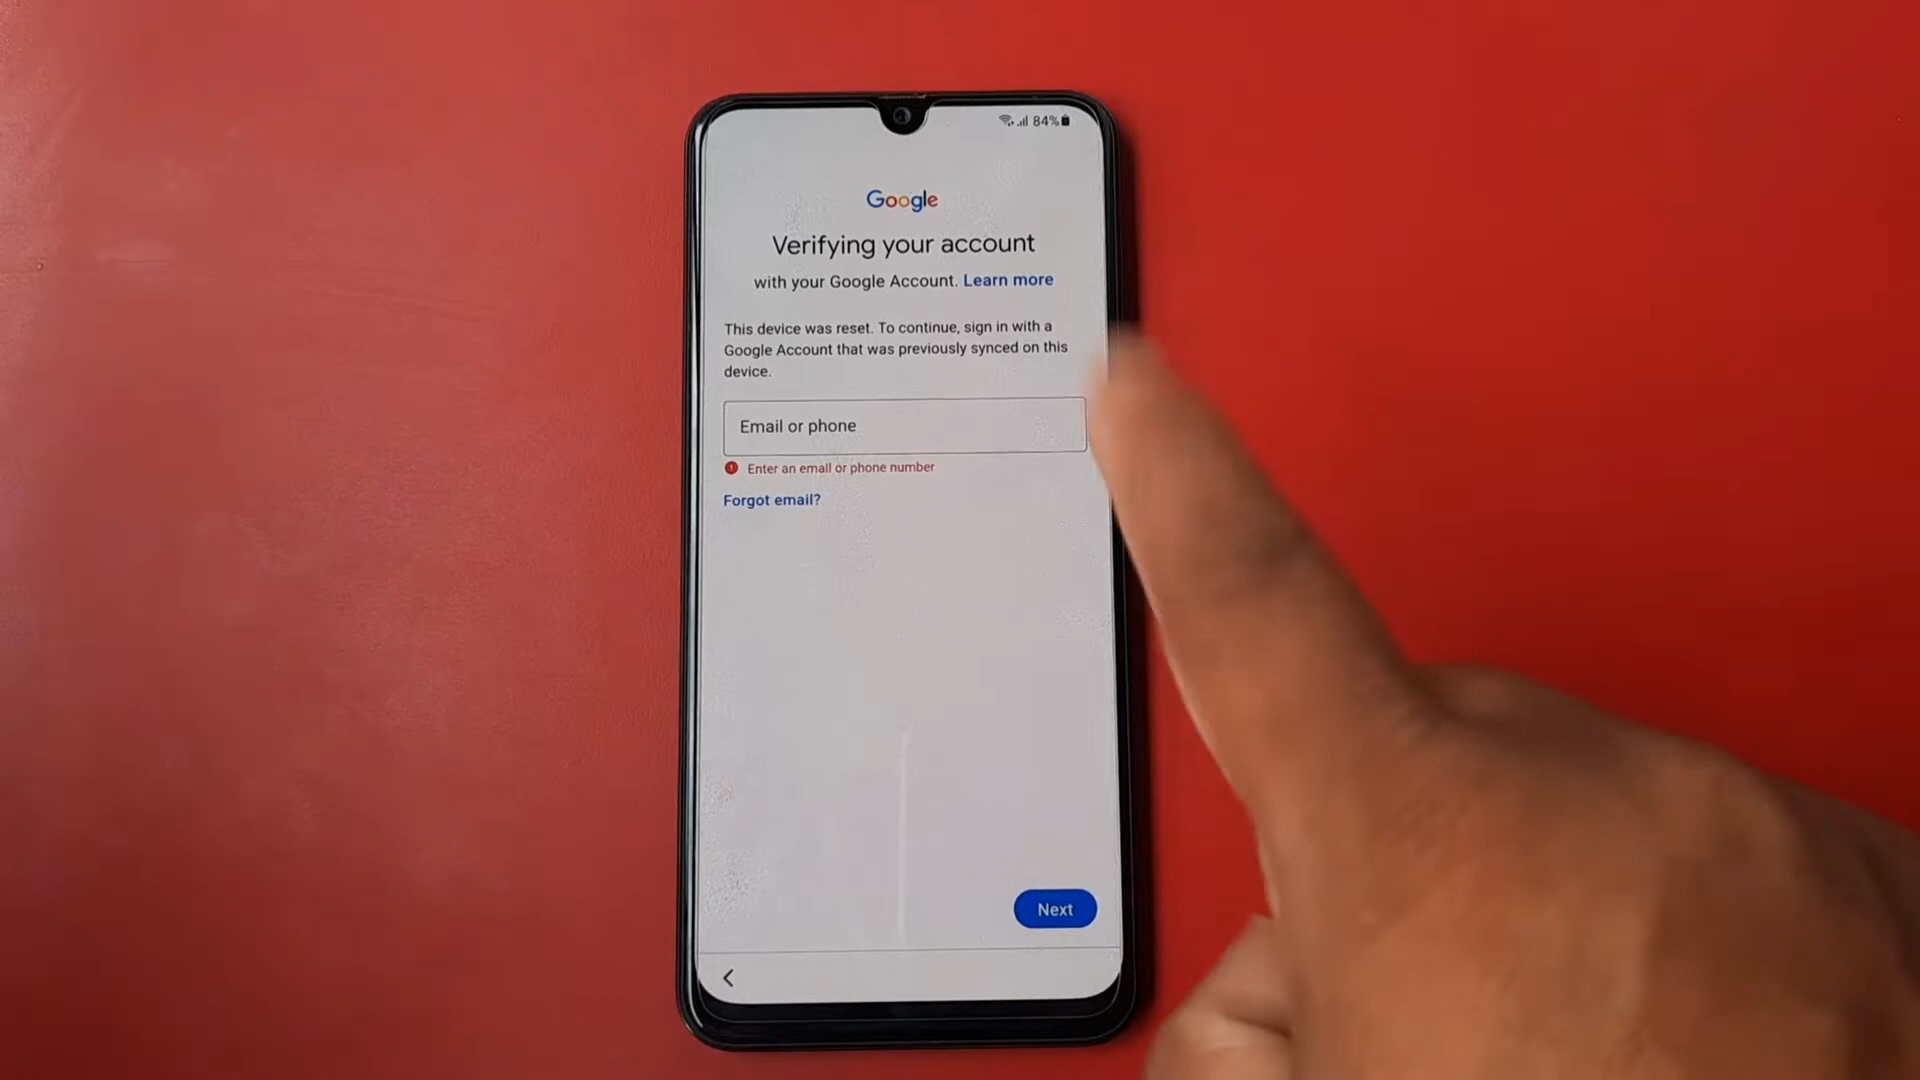 84%
Google
Verifying your account
with your Google Account. Learn more
This device was reset. To continue, sign in with a
Google Account that was previously synced on this
device.
Email or phone
Enter an email or phone number
Forgot email?
Next